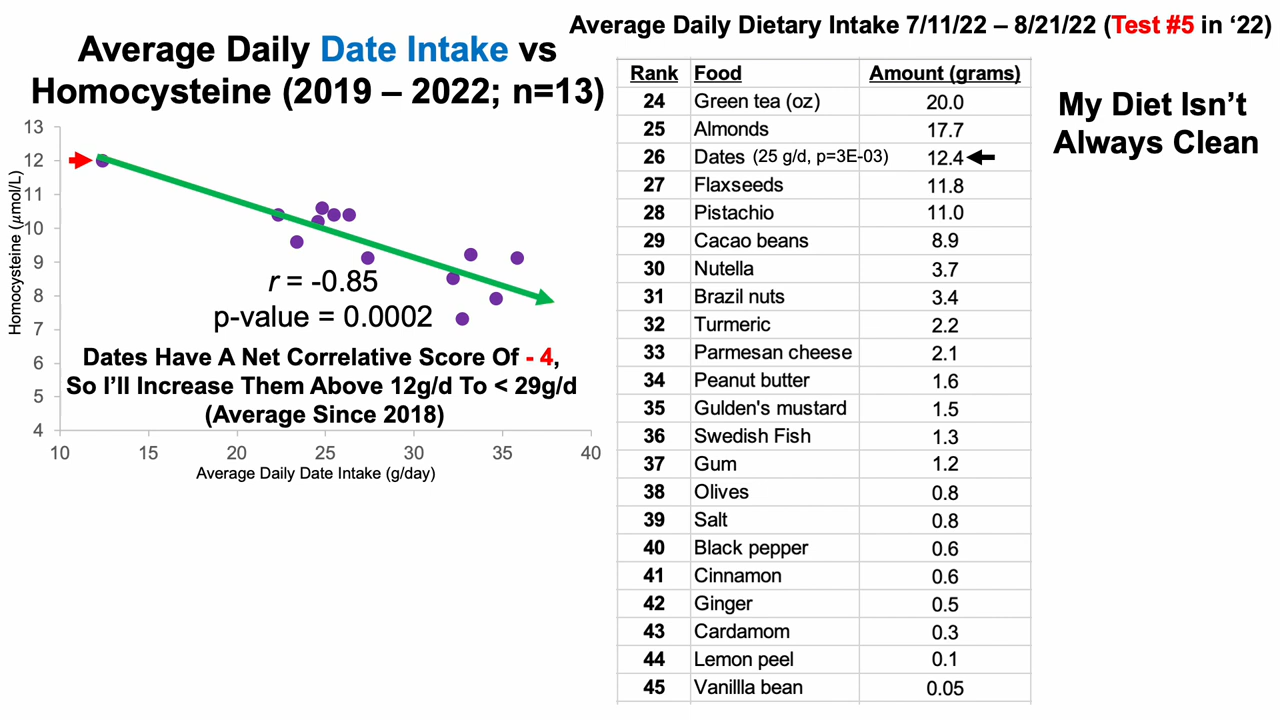 Average Daily Dietary Intake 7/11/22 – 8/21/22 (Test #5 in ‘22)
Average Daily Date Intake vs
Homocysteine (2019 – 2022; n=13)
13
12
11
10
9
8
7
6
5
4
Homocysteine (µmol/L)
r = -0.85
p-value = 0.0002
Dates Have A Net Correlative Score Of - 4,
So I’ll Increase Them Above 12g/d To < 29g/d
(Average Since 2018)
10 15 20 25 30 35 40
Average Daily Date Intake (g/day)
Rank Food Amount (grams)
24 Green tea (oz) 20.0
25 Almonds 17.7
26 Dates (25 g/d, p=3E-03) 12.4
27 Flaxseeds 11.8
28 Pistachio 11.0
29 Cacao beans 8.9
30 Nutella 3.7
31 Brazil nuts 3.4
32 Turmeric 2.2
33 Parmesan cheese 2.1
34 Peanut butter 1.6
35 Gulden's mustard 1.5
36 Swedish Fish 1.3
37 Gum 1.2
38 Olives 0.8
39 Salt 0.8
40 Black pepper 0.6
41 Cinnamon 0.6
42 Ginger 0.5
43 Cardamom 0.3
44 Lemon peel 0.1
45 Vanillla bean 0.05
My Diet Isn’t
Always Clean